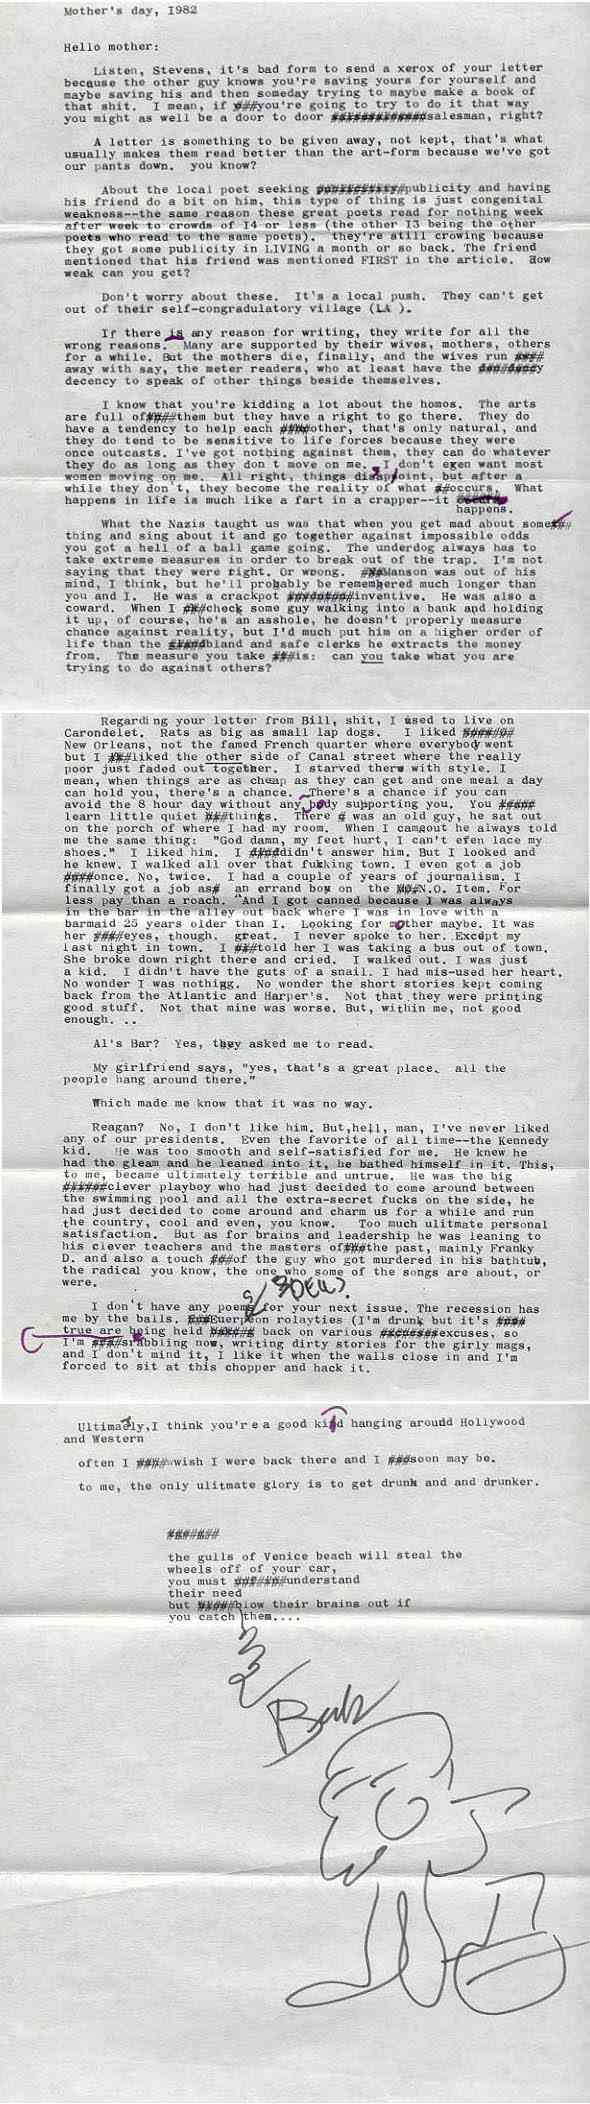 Mother's day, 1982
Hello mother:
Listen, Stevens, it's bad form to send a xerox of your letter
because the other guy knows you're saving yours for yourself and
maybe saving his and then someday trying to maybe make a book of
that shit. I mean, if you're going to try to do it that way
you might as well be a door to door salesman, right?
A letter is something to be given away, not kept, that's what
usually makes them read better than the art-form because we've got
our pants down. you know?
About the local poet seeking publicity and having
his friend do a bit on him, this type of thing is just congenital
weakness--the same reason these great poets read for nothing week
after week to crowds of 14 or less (the other 13 being the other
poets who read to the same poets). they're still crowing because
they got some publicity in LIVING a month or so back. The friend
mentioned that his friend was mentioned FIRST in the article. How
weak can you get?
Don't worry about these. It's a local push. They can't get
out of their self-congradulatory village (LA ).
If there is any reason for writing, they write for all the
wrong reasons. Many are supported by their wives, mothers, others
for a while. But the mothers die, finally, and the wives run
away with say, the meter readers, who at least have the
decency to speak of other things beside themselves.
I know that you're kidding a lot about the homos. The arts
are full of them but they have a right to go there. They do
have a tendency to help each other, that's only natural, and
they do tend to be sensitive to life forces because they were
once outcasts. I've got nothing against them, they can do whatever
they do as long as they don t move on me. I don't even want most
women moving on me. All right, things disappoint, but after a
while they don't, they become the reality of what occurs. What
happens in life is much like a fart in a crapper--it
happens.
What the Nazis taught us was that when you get mad about some
thing and sing about it and go together against impossible odds
you got a hell of a ball game going. The underdog always has to
take extreme measures in order to break out of the trap. I'm not
saying that they were right. Or wrong. Manson was out of his
mind, I think, but he'll probably be remembered much longer than
you and I. He was a crackpot inventive. He was also a
coward. When I check some guy walking into a bank and holding
it up, of course, he's an asshole, he doesn't properly measure
chance against reality, but I'd much put him on a higher order of
life than the bland and safe clerks he extracts the money
from. The measure you take is: can you take what you are
trying to do against others?
Regarding your letter from Bill, shit, I used to live on
Carondelet. Rats as big as small lap dogs. I liked
New Orleans, not the famed French quarter where everybody went
but I liked the other side of Canal street where the really
poor just faded out together. I starved there with style. I
mean, when things are as cheap as they can get and one meal a day
can hold you, there's a chance. There's a chance if you can
avoid the 8 hour day without any body supporting you. You
learn little quiet things. There was an old guy, he sat out
on the porch of where I had my room. When I camgout he always told
me the same thing: "God damn, my feet hurt, I can't even lace my
shoes." I liked him. I didn't answer him. But I looked and
he knew. I walked all over that fukking town. I even got a job
once. No, twice. I had a couple of years of journalism. I
finally got a job as an errand boy on the N.O. Item. For
less pay than a roach. And I got canned because I was always
in the bar in the alley out back where I was in love with a
barmaid 25 years older than I. Looking for mother maybe. It was
her eyes, though. great. I never spoke to her. Except my
last night in town. I told her I was taking a bus out of town.
She broke down right there and cried. I walked out. I was just
a kid. I didn't have the guts of a snail. I had mis-used her heart.
No wonder I was nothing. No wonder the short stories kept coming
back from the Atlantic and Harper's. Not that they were printing
good stuff. Not that mine was worse. But, within me, not good
enough. ..
Al's Bar? Yes, they asked me to read.
My girlfriend says, "yes, that's a great place. all the
people hang around there."
Which made me know that it was no way.
Reagan? No, I don't like him. But,hell, man, I've never liked
any of our presidents. Even the favorite of all time--the Kennedy
kid. He was too smooth and self-satisfied for me. He knew he
had the gleam and he leaned into it, he bathed himself in it. This,
to me, became ultimately terrible and untrue. He was the big
clever playboy who had just decided to come around between
the swimming pool and all the extra-secret fucks on the side, he
had just decided to come around and charm us for a while and run
the country, cool and even, you know. Too much ulitmate personal
satisfaction. But as for brains and leadership he was leaning to
his clever teachers and the masters of the past, mainly Franky
D. and also a touch of the guy who got murdered in his bathtub,
the radical you know, the one who some of the songs are about, or
were.
SPELL?
I don't have any poems for your next issue. The recession has
me by the balls. Euerpeon rolayties (I'm drunk but it's
true are being held back on various excuses, so
I'm srabbling now, writing dirty stories for the girly mags,
and I don't mind it, I like it when the walls close in and I'm
forced to sit at this chopper and hack it.
Ultimaely,I think you're a good kind hanging around Hollywood
and Western
often I wish I were back there and I soon may be.
to me, the only ulitmate glory is to get drunk and and drunker.
the gulls of Venice beach will steal the
wheels off of your car,
you must understand
their need
but blow their brains out if
you catch them....
Buk